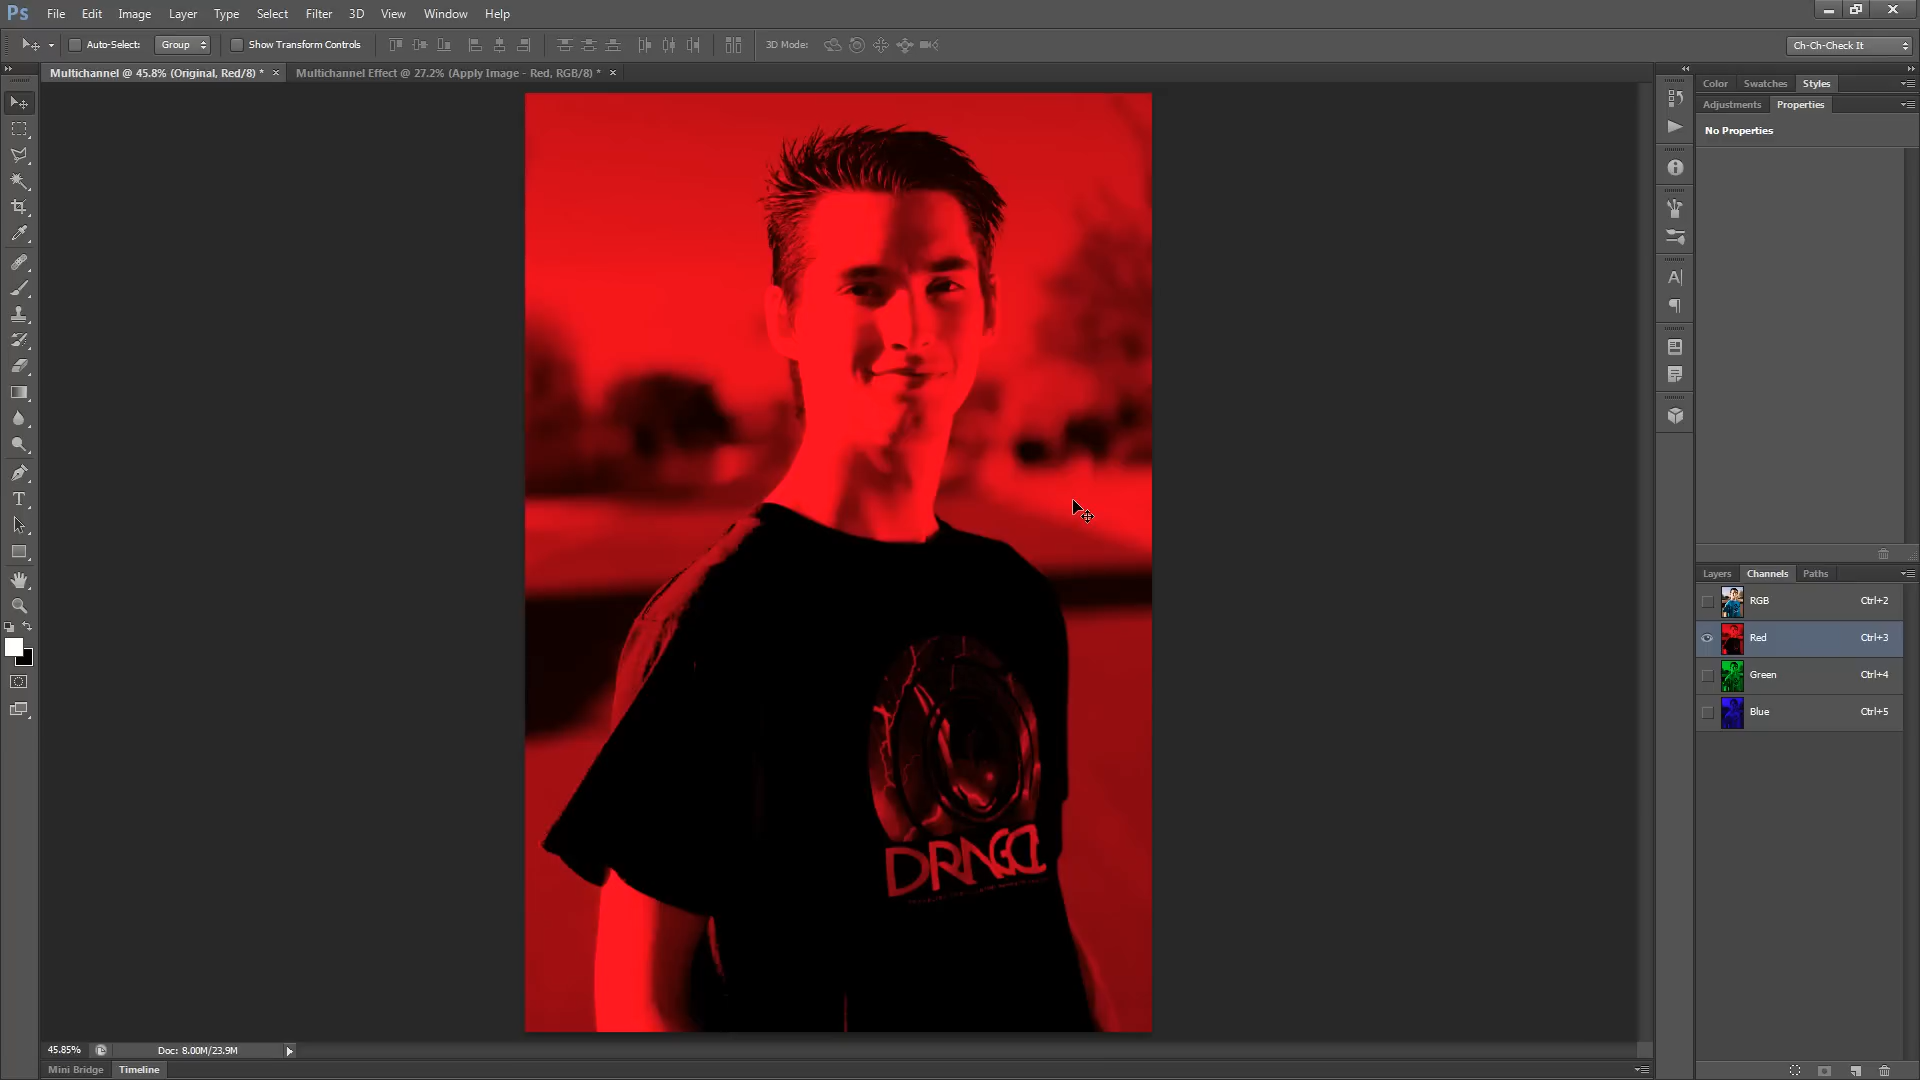 Ps File Edit Image Layer Type Select Filter 3D View Window Help
Auto-Select: Group Show Transform Controls 3D Mode: Ch-Ch-Check It
Multichannel @ 45.8% (Original, Red/8) * × Multichannel Effect @ 27.2% (Apply Image - Red, RGB/8) * ×
Color Swatches Styles
Adjustments Properties
No Properties
Layers Channels Paths
RGB Ctrl+2
Red Ctrl+3
Green Ctrl+4
Blue Ctrl+5
45.85% Doc: 8.00M/23.9M
Mini Bridge Timeline